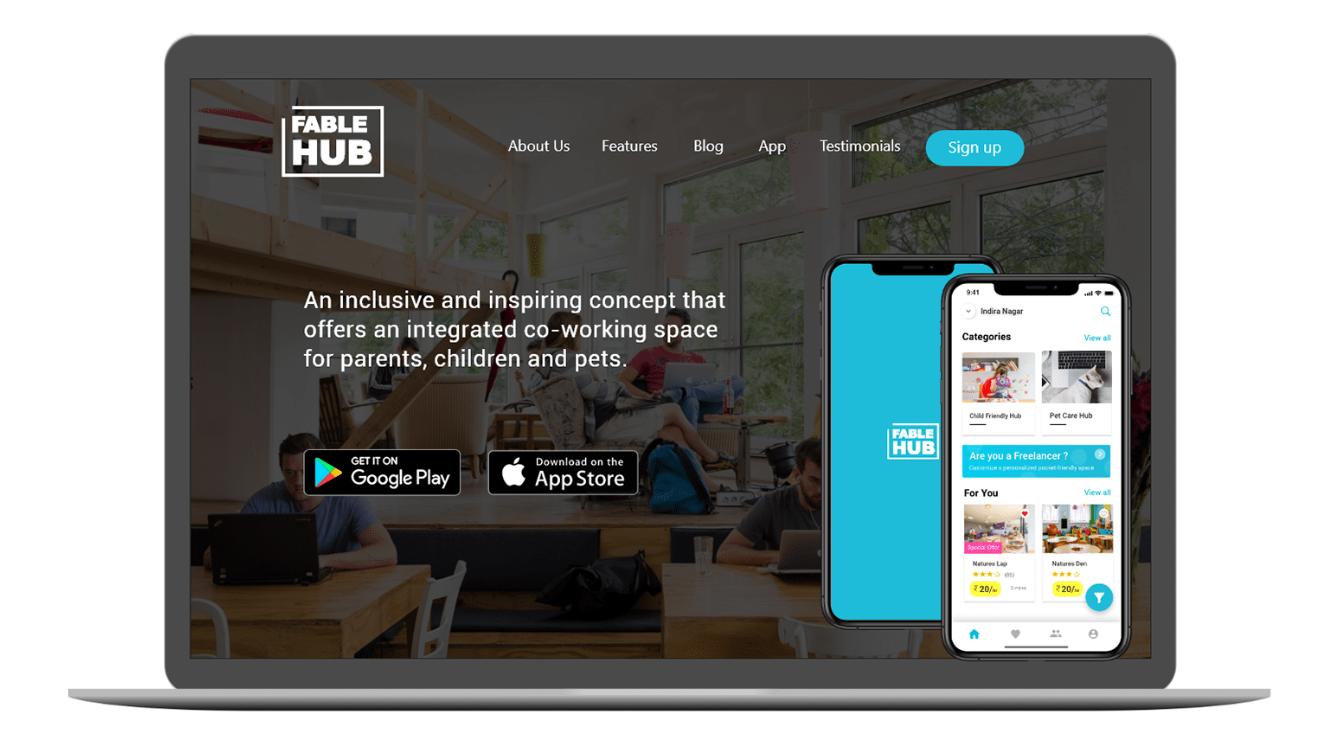 FABLE
HUB
About Us
Features
Blog
App
Testimonials
Sign up
An inclusive and inspiring concept that
offers an integrated co-working space
for parents, children and pets.
GET IT ON
Google Play
Download on the
App Store
FABLE
HUB
9:41
Indira Nagar
Categories
View all
Child Friendly Hub
Pet Care Hub
Are you a Freelancer ?
Customize a personalized pocket-friendly space
For You
View all
Special Offer
Natures Lap
Natures Den
₹ 20/hr
₹ 20/hr